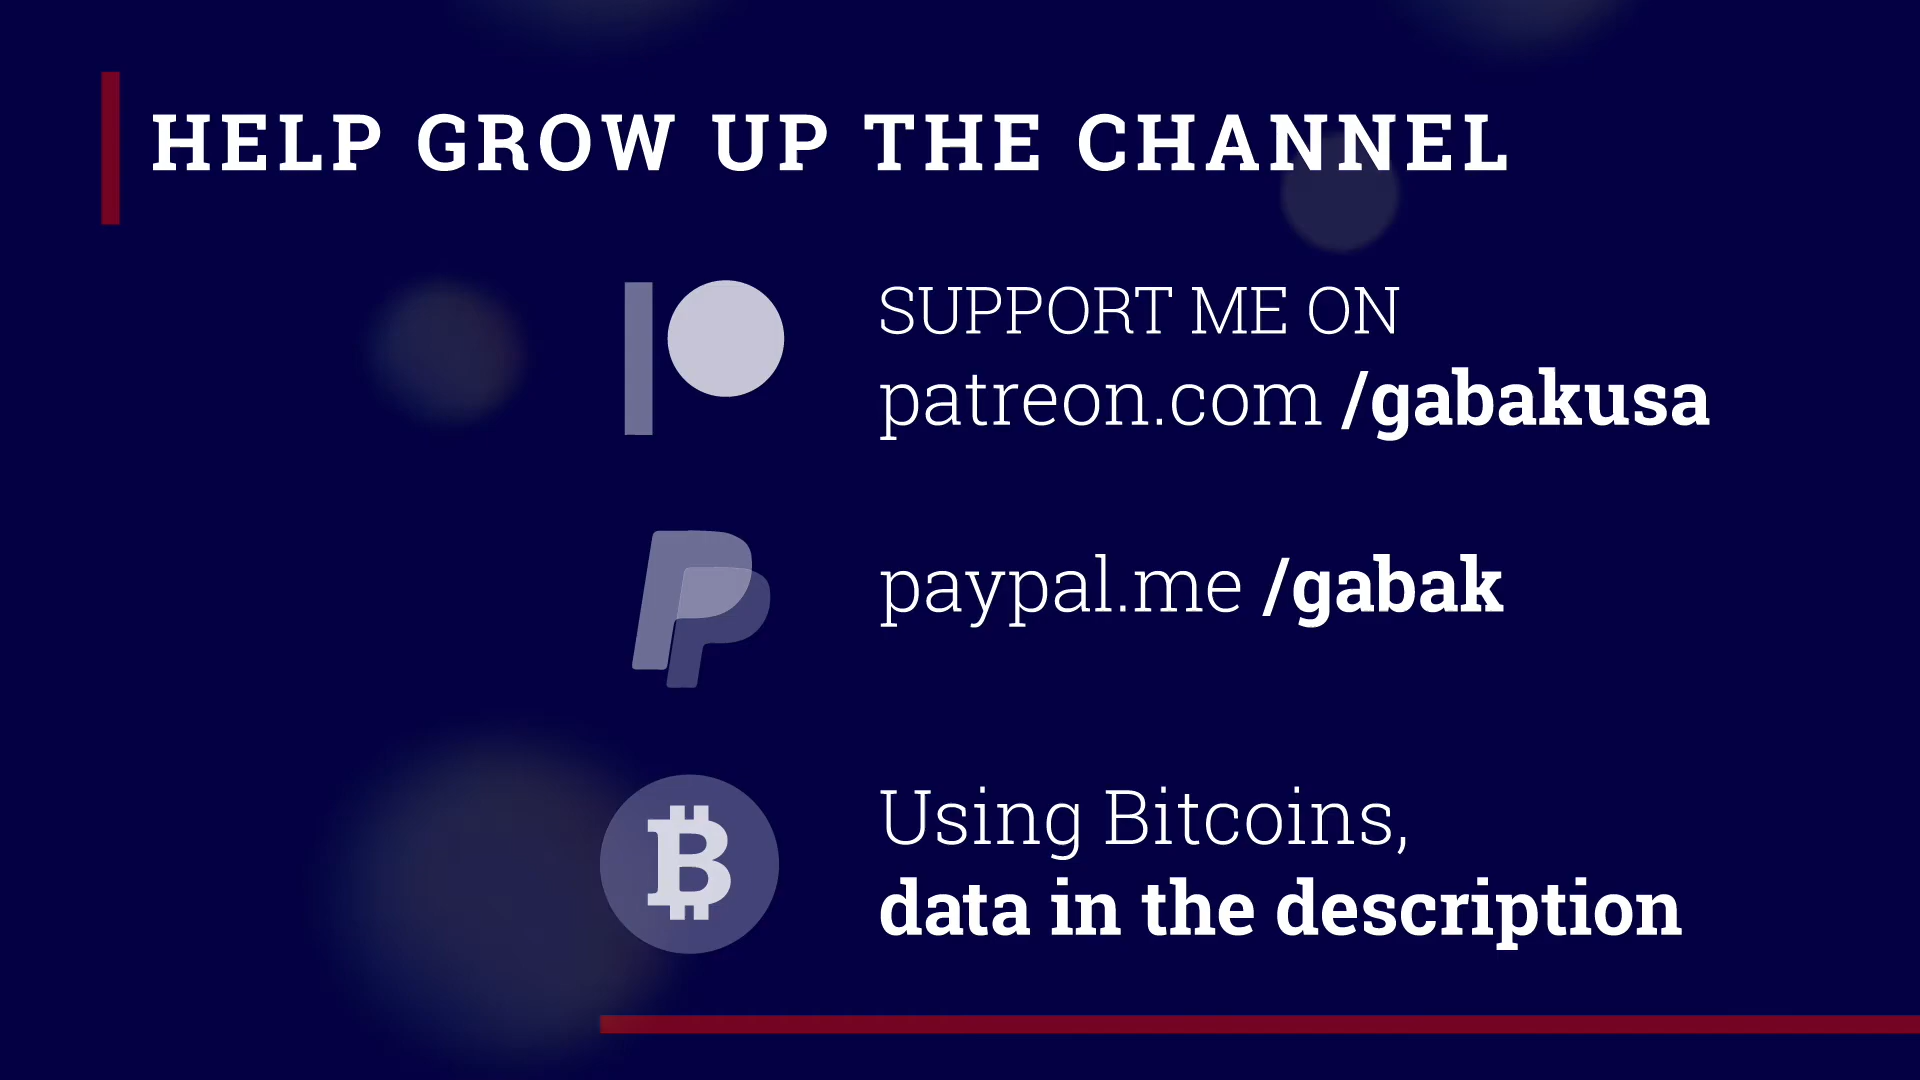 HELP GROW UP THE CHANNEL
SUPPORT ME ON
patreon.com /gabakusa
paypal.me /gabak
Using Bitcoins,
data in the description